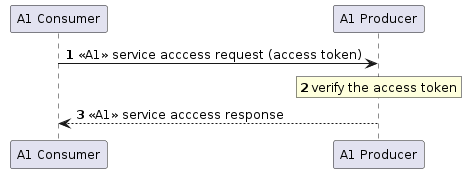 A1 Consumer A1 Producer
1 «A1» service acccess request (access token)
2 verify the access token
3 «A1» service acccess response
A1 Consumer A1 Producer